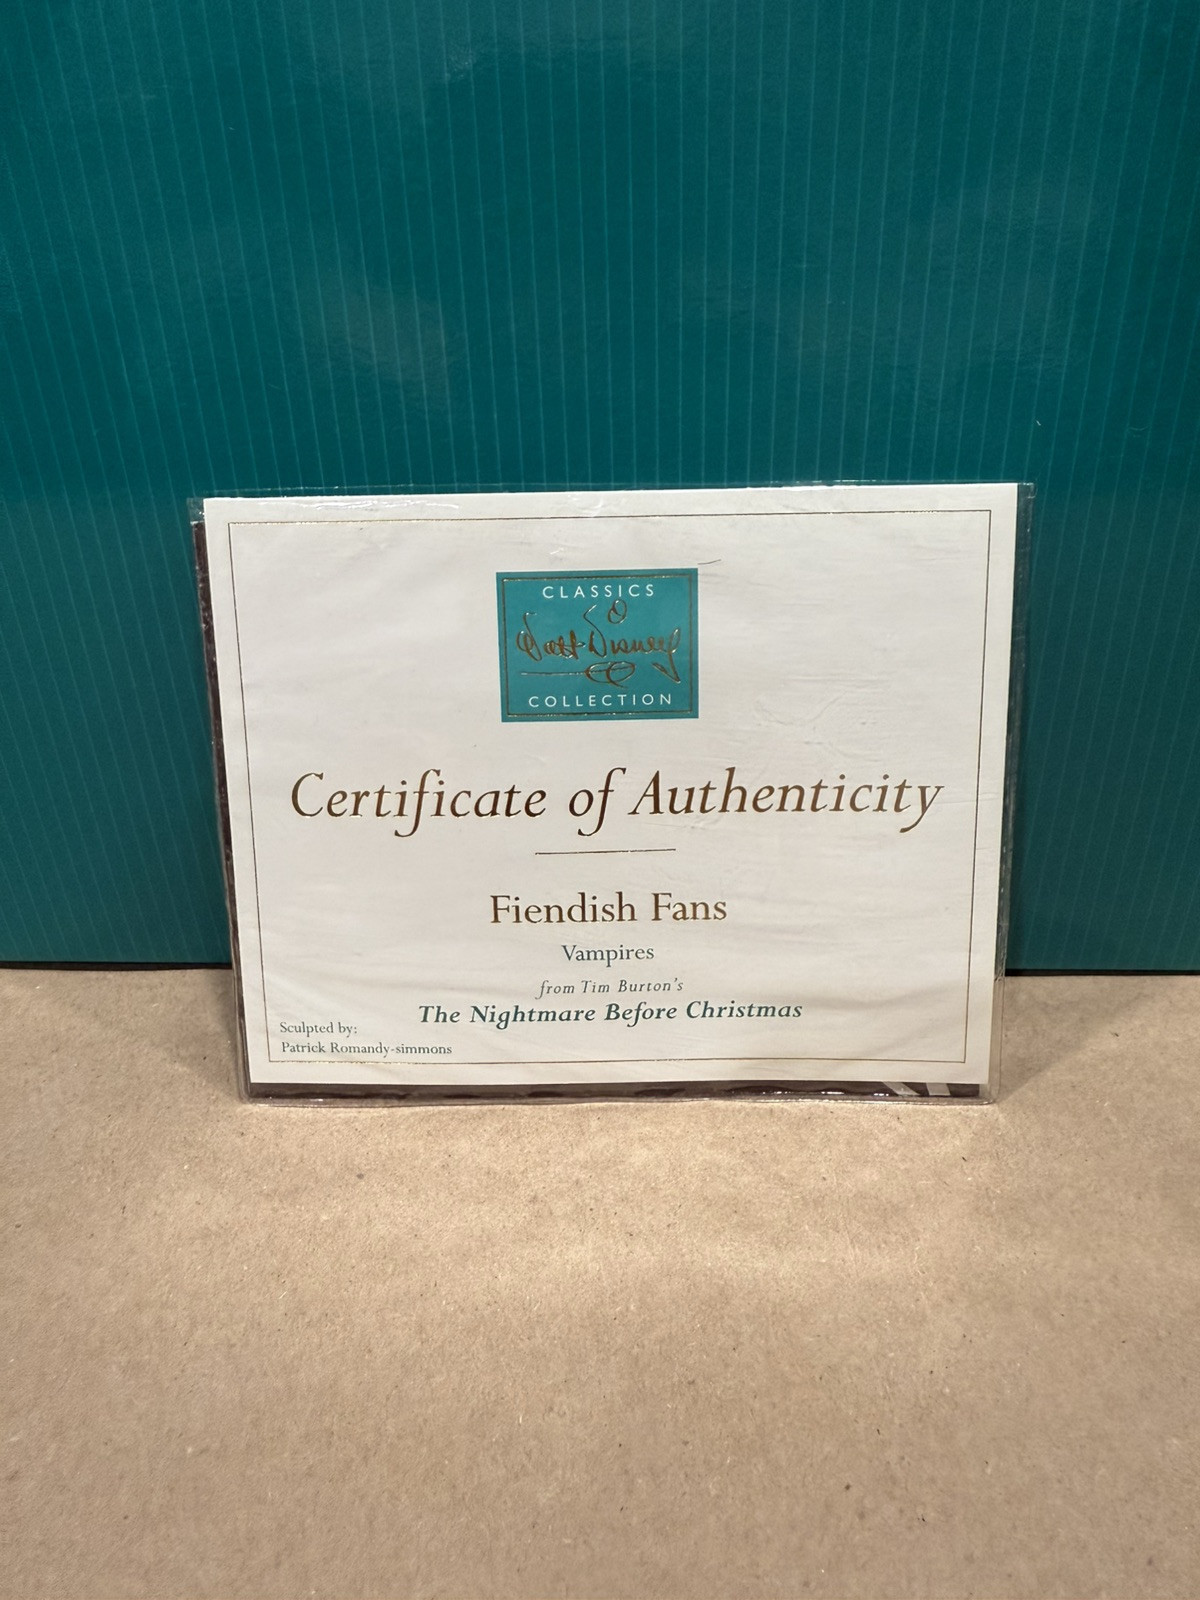 CLASSICS
Walt Disney
COLLECTION
Certificate of Authenticity
Fiendish Fans
Vampires
from Tim Burton's
The Nightmare Before Christmas
Sculpted by:
Patrick Romandy-simmons